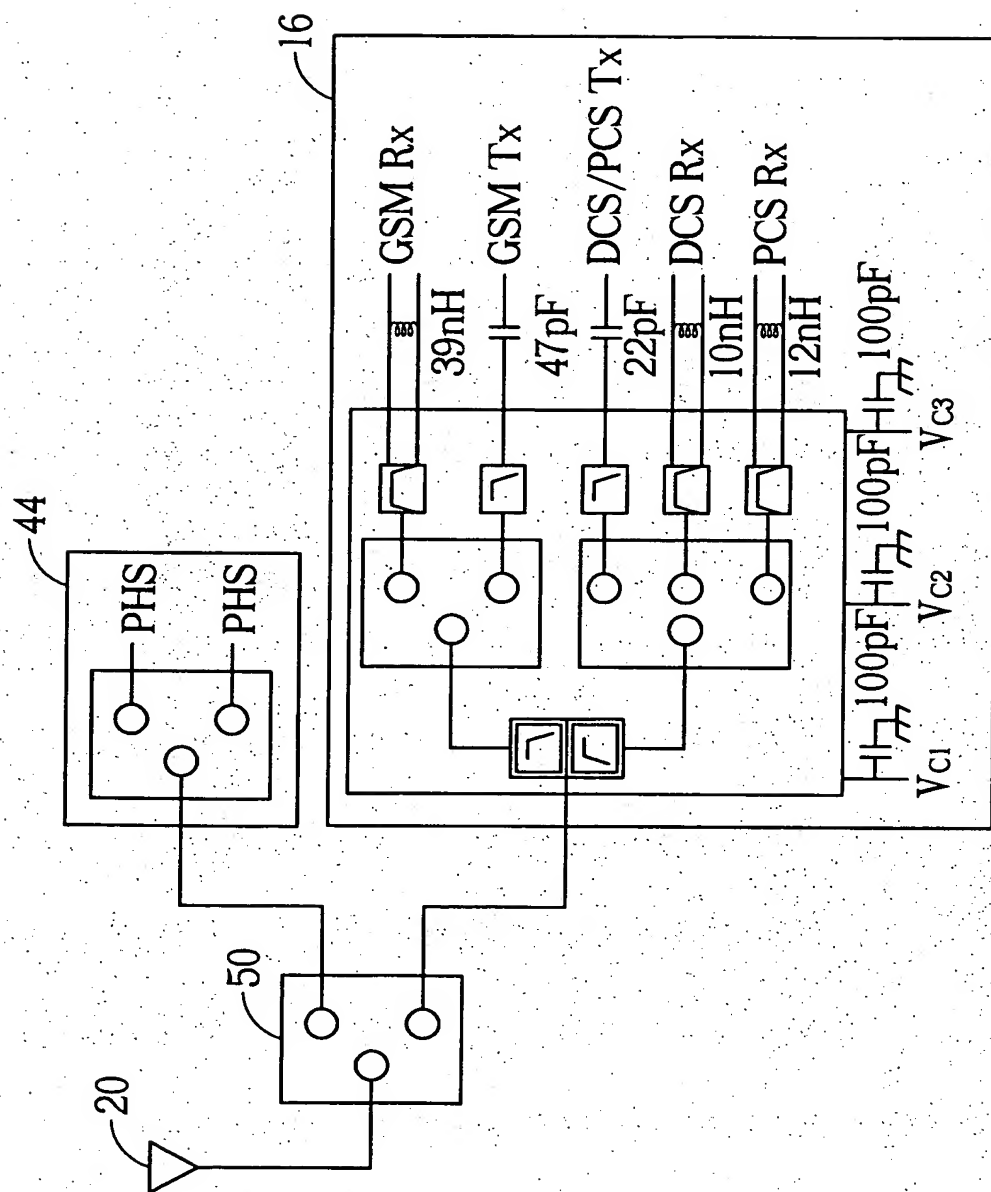 20
50
44
PHS
PHS
16
GSM Rx
39nH
GSM Tx
47pF
DCS/PCS Tx
22pF
DCS Rx
10nH
PCS Rx
12nH
100pF
VC1
100pF
VC2
100pF
VC3